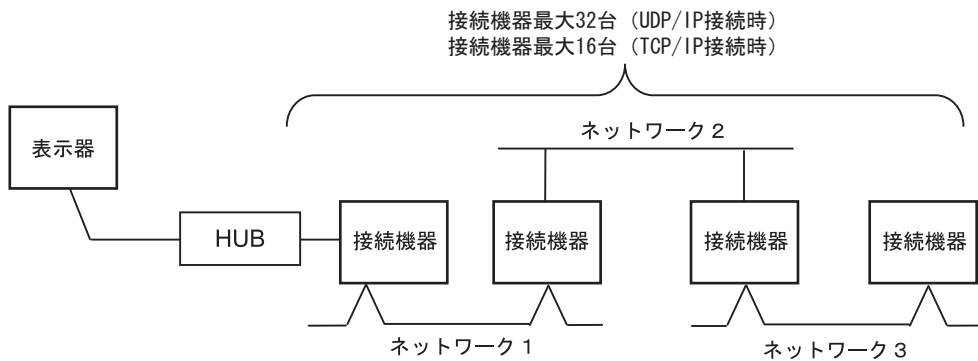 接続機器最大32台（UDP/IP接続時）
接続機器最大16台（TCP/IP接続時）
ネットワーク２
表示器
HUB
接続機器
接続機器
接続機器
接続機器
ネットワーク１
ネットワーク３